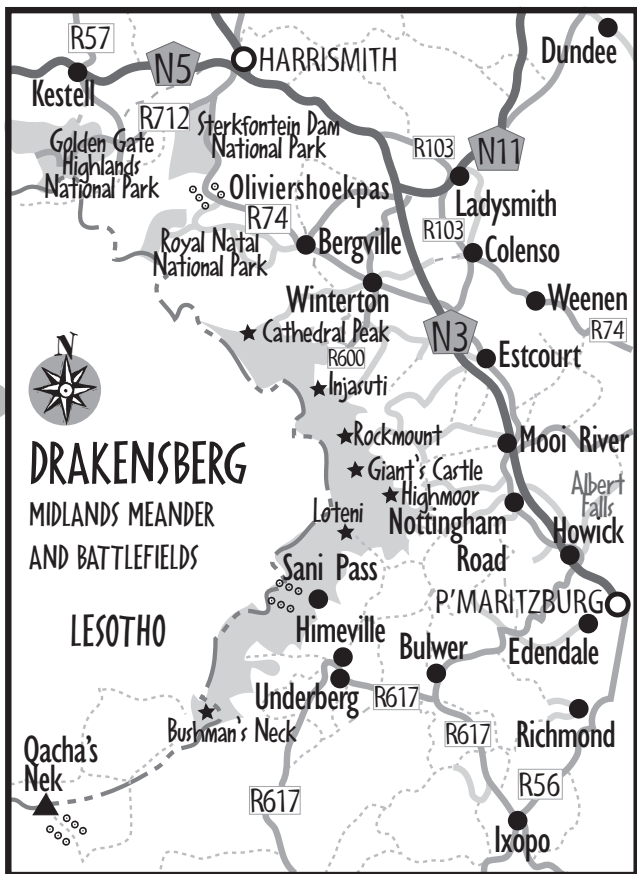 R57
Dundee
N5
HARRISMITH
Kestell
R712
Sterkfontein Dam
National Park
Golden Gate
Highlands
National Park
R103
N11
Oliviershoekpas
Ladysmith
R74
R103
Royal Natal
National Park
Bergville
Colenso
Winterton
Weenen
Cathedral Peak
N3
R74
R600
Estcourt
Injasuti
N
Rockmount
Mooi River
DRAKENSBERG
Giant's Castle
Highmoor
Albert
Falls
MIDLANDS MEANDER
AND BATTLEFIELDS
Loteni
Nottingham
Road
Howick
Sani Pass
P'MARITZBURG
LESOTHO
Himeville
Bulwer
Edendale
Underberg
R617
Bushman's Neck
R617
Richmond
Qacha's
Nek
R617
R56
Ixopo